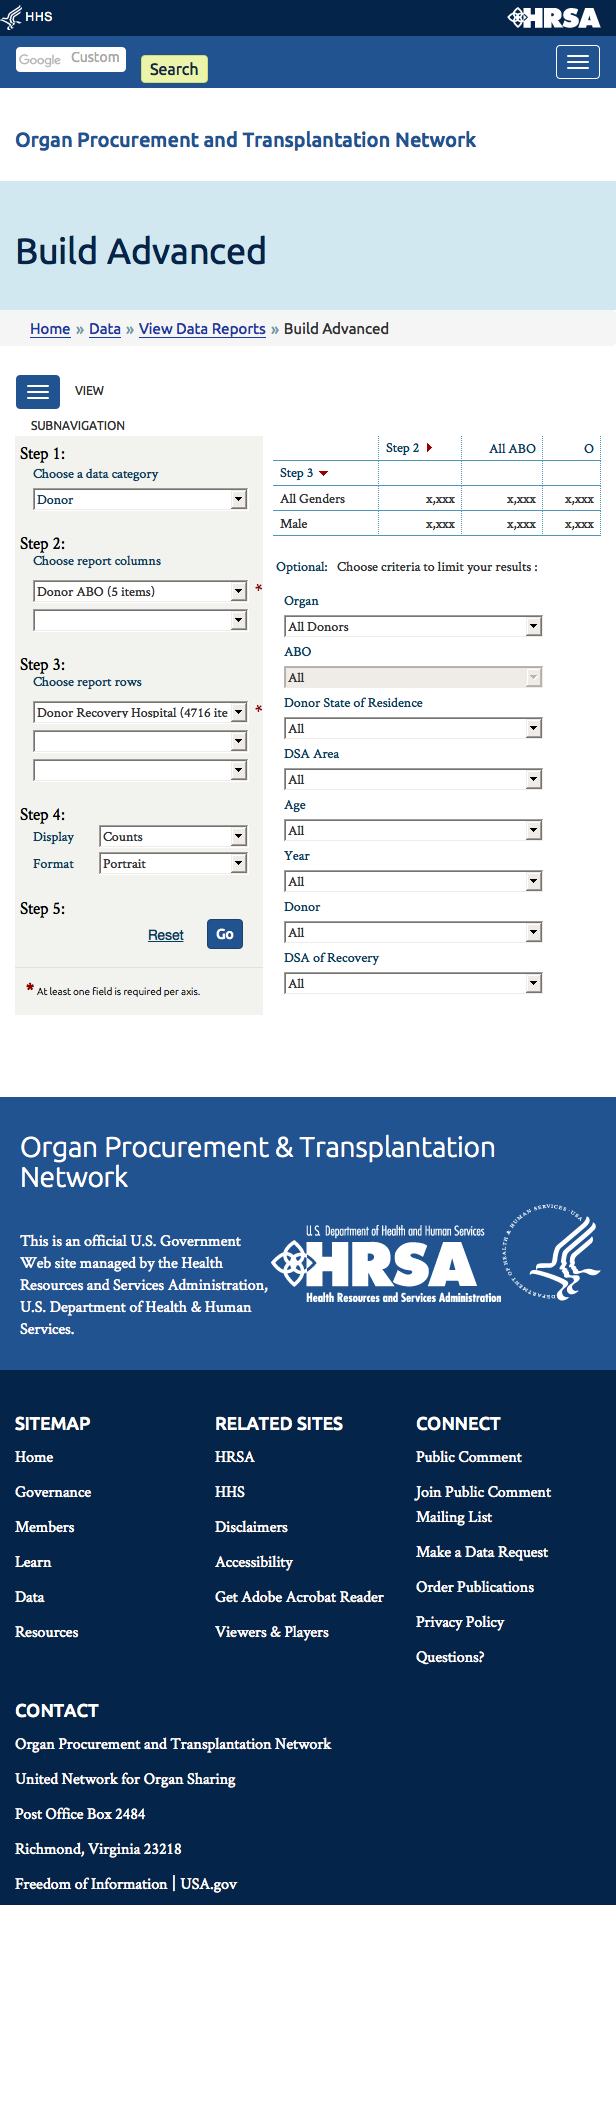 HHS
HRSA
Google Custom
Search
Organ Procurement and Transplantation Network
Build Advanced
Home » Data » View Data Reports » Build Advanced
VIEW
SUBNAVIGATION
Step 1:
Choose a data category
Donor
Step 2:
Choose report columns
Donor ABO (5 items)
*
Step 3:
Choose report rows
Donor Recovery Hospital (4716 ite
*
Step 4:
Display Counts
Format Portrait
Step 5:
Reset Go
* At least one field is required per axis.
Step 2 All ABO O
Step 3
All Genders x,xxx x,xxx x,xxx
Male x,xxx x,xxx x,xxx
Optional: Choose criteria to limit your results :
Organ
All Donors
ABO
All
Donor State of Residence
All
DSA Area
All
Age
All
Year
All
Donor
All
DSA of Recovery
All
Organ Procurement & Transplantation
Network
This is an official U.S. Government
Web site managed by the Health
Resources and Services Administration,
U.S. Department of Health & Human
Services.
U.S. Department of Health and Human Services
HRSA
Health Resources and Services Administration
DEPARTMENT OF HEALTH & HUMAN SERVICES · USA
SITEMAP
Home
Governance
Members
Learn
Data
Resources
RELATED SITES
HRSA
HHS
Disclaimers
Accessibility
Get Adobe Acrobat Reader
Viewers & Players
CONNECT
Public Comment
Join Public Comment
Mailing List
Make a Data Request
Order Publications
Privacy Policy
Questions?
CONTACT
Organ Procurement and Transplantation Network
United Network for Organ Sharing
Post Office Box 2484
Richmond, Virginia 23218
Freedom of Information | USA.gov